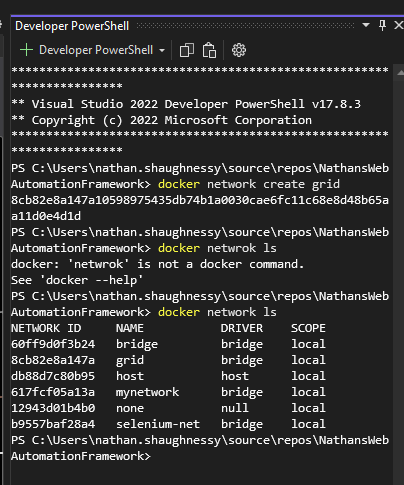 Developer PowerShell
+ Developer PowerShell
******************************************************
****************
** Visual Studio 2022 Developer PowerShell v17.8.3
** Copyright (c) 2022 Microsoft Corporation
******************************************************
****************
PS C:\Users\nathan.shaughnessy\source\repos\NathansWeb
AutomationFramework> docker network create grid
8cb82e8a147a10598975435db74b1a0030cae6fc11c68e8d48b65a
a11d0e4d1d
PS C:\Users\nathan.shaughnessy\source\repos\NathansWeb
AutomationFramework> docker netwrok ls
docker: 'netwrok' is not a docker command.
See 'docker --help'
PS C:\Users\nathan.shaughnessy\source\repos\NathansWeb
AutomationFramework> docker network ls
NETWORK ID     NAME           DRIVER    SCOPE
60ff9d0f3b24   bridge         bridge    local
8cb82e8a147a   grid           bridge    local
db88d7c80b95   host           host      local
617fcf05a13a   mynetwork      bridge    local
12943d01b4b0   none           null      local
b9557baf28a4   selenium-net   bridge    local
PS C:\Users\nathan.shaughnessy\source\repos\NathansWeb
AutomationFramework>